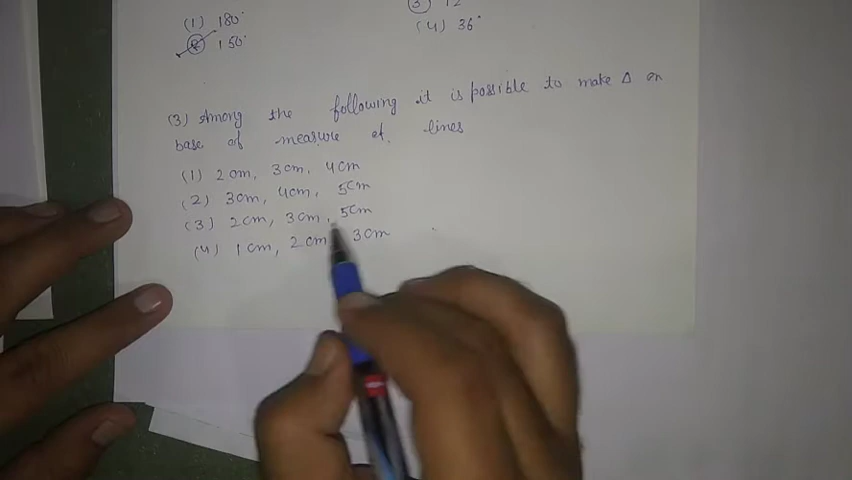 (1) 180°
(2) 150°
(3) 12°
(4) 36°
(3) Among the following it is possible to make Δ on
base of measure of lines
(1) 2cm, 3cm, 4cm
(2) 3cm, 4cm, 5cm
(3) 2cm, 3cm, 5cm
(4) 1cm, 2cm 3cm